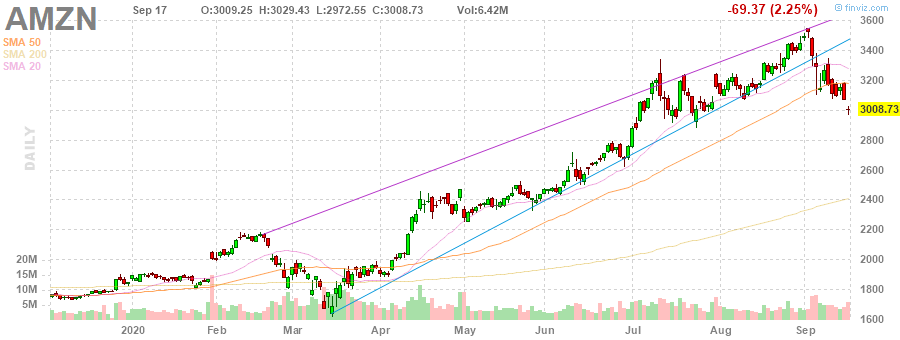 AMZN
Sep 17 O:3009.25 H:3029.43 L:2972.55 C:3008.73 Vol:6.42M -69.37 (2.25%) finviz.com
SMA 50
SMA 200
SMA 20
DAILY
3600
3400
3200
3008.73
2800
2600
2400
2200
2000
1800
1600
20M
15M
10M
5M
2020 Feb Mar Apr May Jun Jul Aug Sep